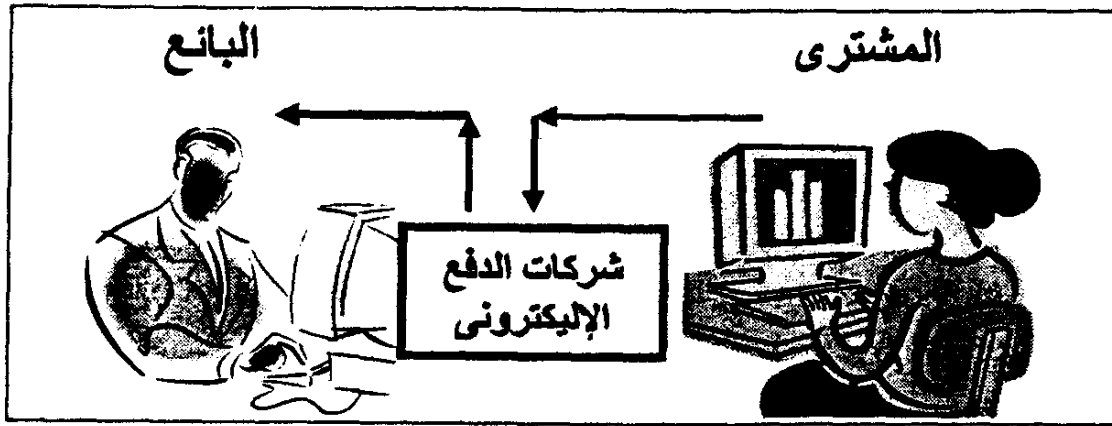 المشترى
البائع
شركات الدفع
الإليكترونى